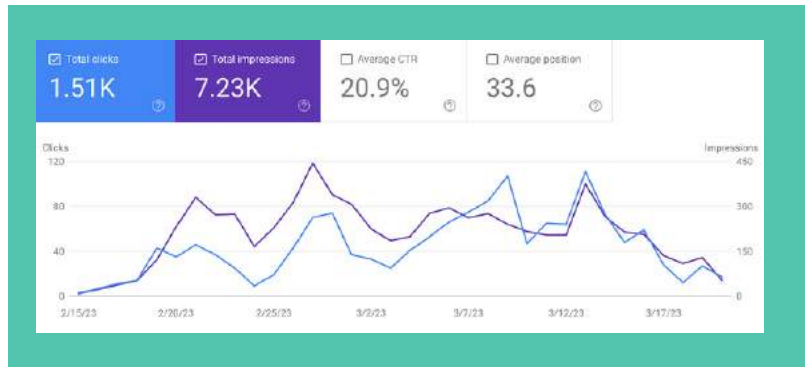 Total clicks
1.51K
Total impressions
7.23K
Average CTR
20.9%
Average position
33.6
Clicks
Impressions
120
450
80
300
40
150
0
0
2/15/23
2/20/23
2/25/23
3/2/23
3/7/23
3/12/23
3/17/23